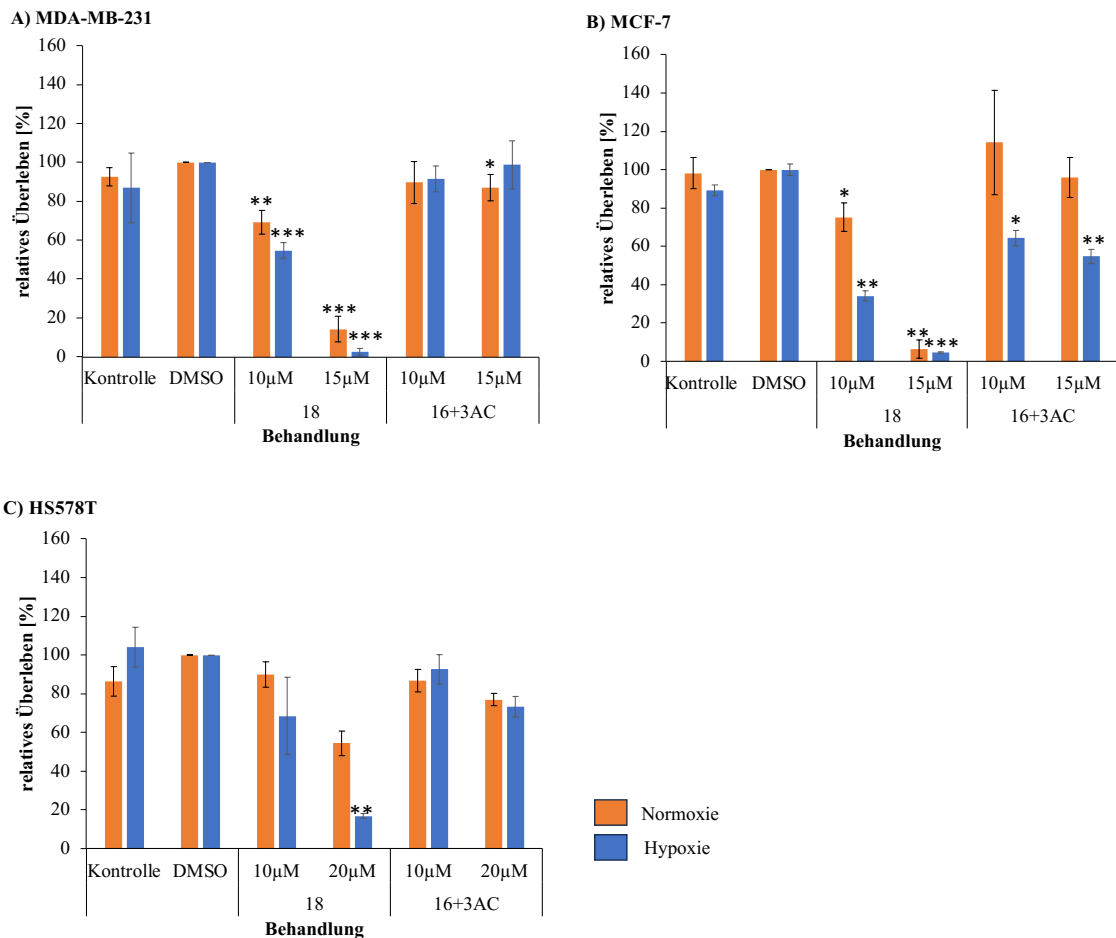 A) MDA-MB-231
relatives Überleben [%]
160
140
120
100
80
60
40
20
0
*
** ***
*** ***
Kontrolle DMSO 10µM 15µM 10µM 15µM
18 16+3AC
Behandlung
B) MCF-7
relatives Überleben [%]
160
140
120
100
80
60
40
20
0
* *
** **
** ***
Kontrolle DMSO 10µM 15µM 10µM 15µM
18 16+3AC
Behandlung
C) HS578T
relatives Überleben [%]
160
140
120
100
80
60
40
20
0
**
Kontrolle DMSO 10µM 20µM 10µM 20µM
18 16+3AC
Behandlung
Normoxie
Hypoxie